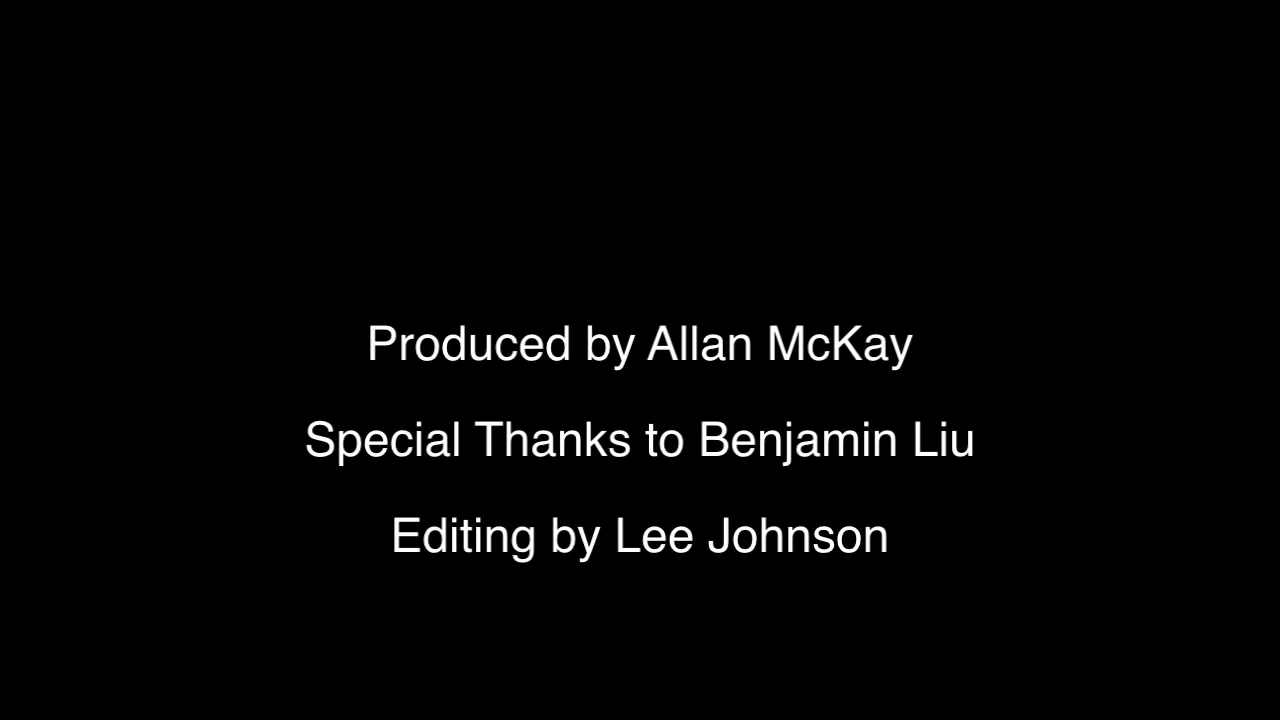 Produced by Allan McKay
Special Thanks to Benjamin Liu
Editing by Lee Johnson